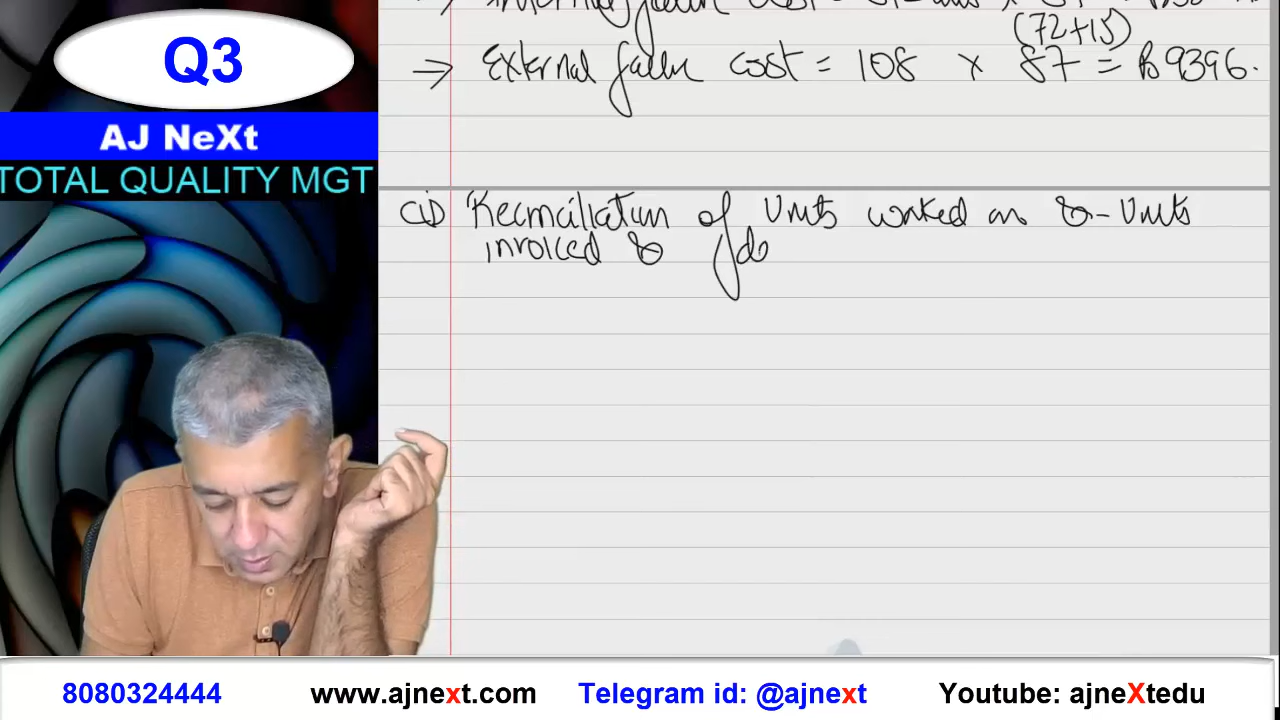 Q3
AJ NeXt
TOTAL QUALITY MGT
(72+15)
→ External failure cost = 108 × 87 = ₨ 9396.
(ii) Reconciliation of Units worked on & - Units
invoiced &
8080324444
www.ajnext.com
Telegram id: @ajnext
Youtube: ajneXtedu